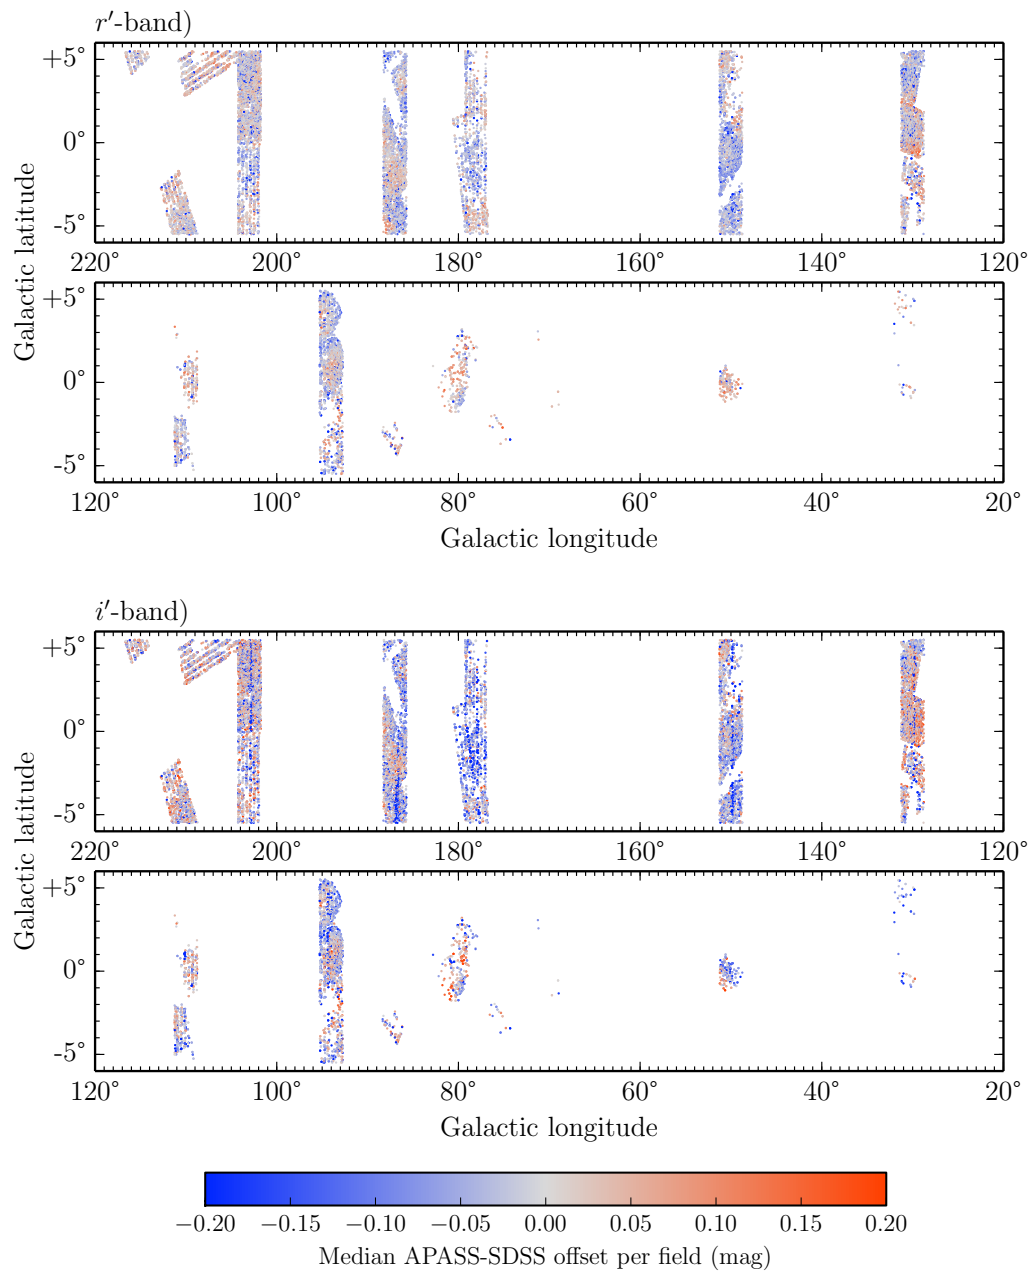 r′-band)
+5°
0°
-5°
Galactic latitude
220° 200° 180° 160° 140° 120°
+5°
0°
-5°
120° 100° 80° 60° 40° 20°
Galactic longitude
i′-band)
+5°
0°
-5°
Galactic latitude
220° 200° 180° 160° 140° 120°
+5°
0°
-5°
120° 100° 80° 60° 40° 20°
Galactic longitude
−0.20 −0.15 −0.10 −0.05 0.00 0.05 0.10 0.15 0.20
Median APASS-SDSS offset per field (mag)